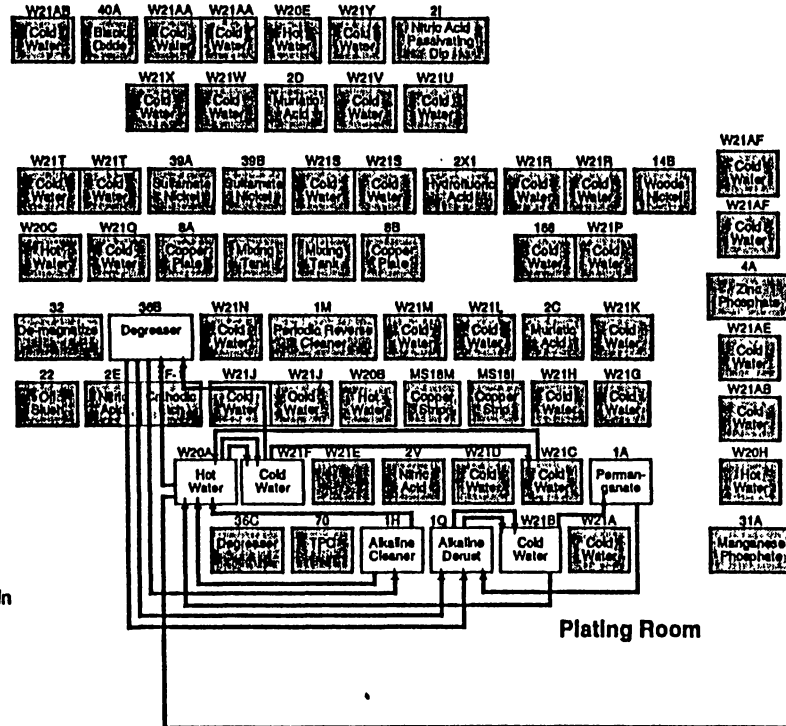 W21AB 40A W21AA W21AA W20E W21Y 2I
Cold Water
Black Oxide
Cold Water
Cold Water
Hot Water
Cold Water
Nitric Acid Passivating Dip
W21X W21W 2D W21V W21U
Cold Water
Cold Water
Muriatic Acid
Cold Water
Cold Water
W21T W21T 39A 39B W21S W21S 2X1 W21R W21R 14B
Cold Water
Cold Water
Sulfamate Nickel
Sulfamate Nickel
Cold Water
Cold Water
Hydrofluoric Acid
Cold Water
Cold Water
Woods Nickel
W20C W21Q 8A 8B 166 W21P
Hot Water
Cold Water
Copper Plate
Mixing Tank
Mixing Tank
Copper Plate
Cold Water
Cold Water
32 36B W21N 1M W21M W21L 2C W21K
De-magnatize
Degreaser
Cold Water
Periodic Reverse Cleaner
Cold Water
Cold Water
Muriatic Acid
Cold Water
22 2E F W21J W21J W20B MS18M MS18I W21H W21G
Oil Slush
Nitric Acid
Cold Water
Cold Water
Hot Water
Copper Strip
Copper Strip
Cold Water
Cold Water
W20A W21F W21E 2V W21D W21C 1A
Hot Water
Cold Water
Nitric Acid
Cold Water
Cold Water
Perman-
ganate
36C 70 1H 1Q W21B W21A
Degreaser
Alkaline Cleaner
Alkaline Derust
Cold Water
Cold Water
W21AF
Cold Water
W21AF
Cold Water
4A
Zinc Phosphate
W21AE
Cold Water
W21AB
Cold Water
W20H
Hot Water
31A
Manganese Phosphate
In
Plating Room